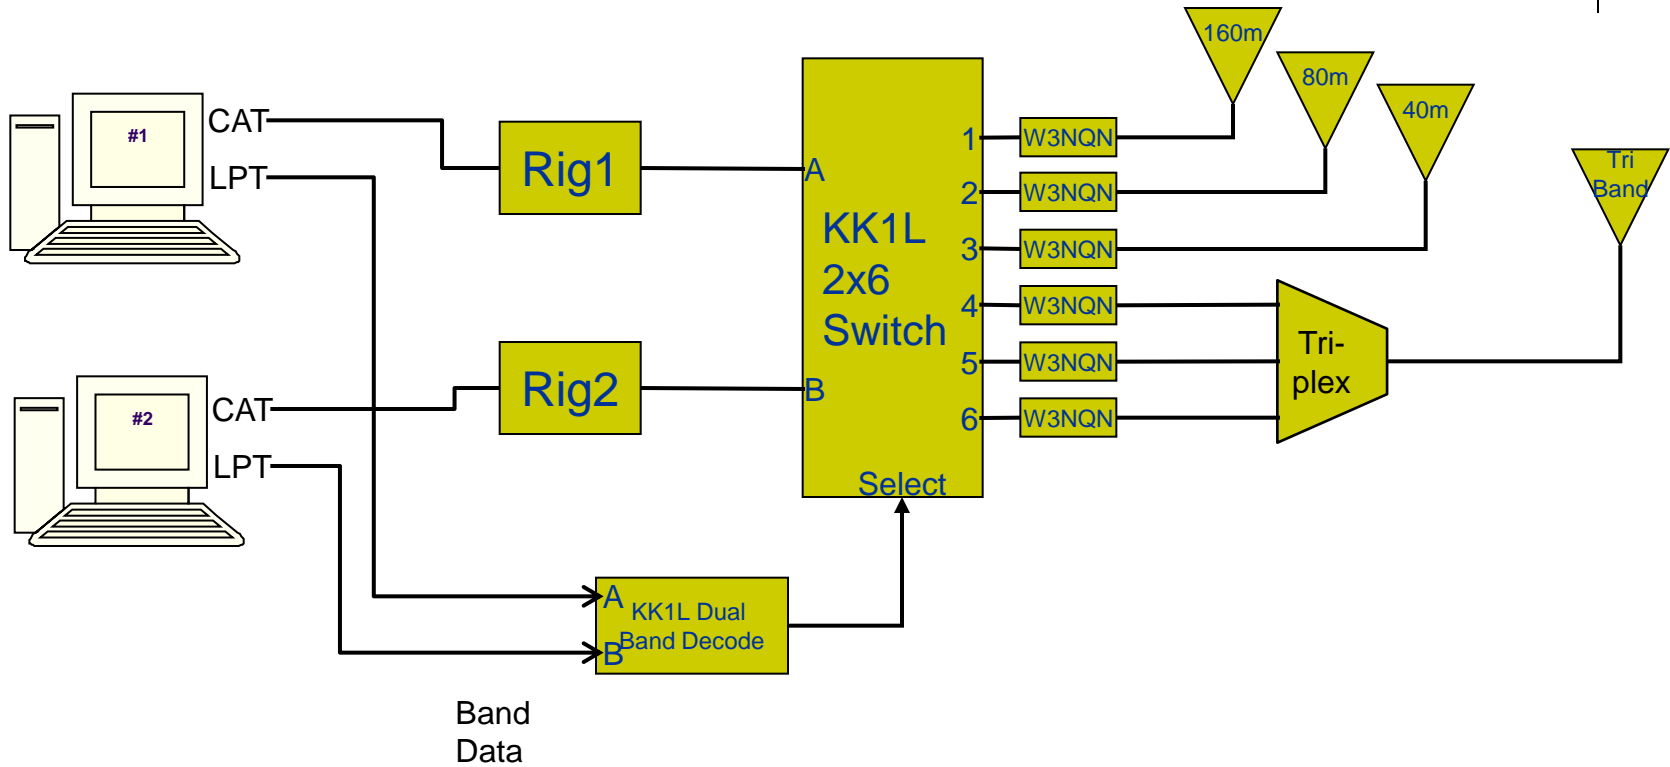 #1
CAT
LPT
#2
CAT
LPT
Rig1
Rig2
A
B
KK1L
2x6
Switch
Select
1
2
3
4
5
6
W3NQN
W3NQN
W3NQN
W3NQN
W3NQN
W3NQN
160m
80m
40m
Tri
Band
Tri-
plex
A
B
KK1L Dual
Band Decode
Band
Data